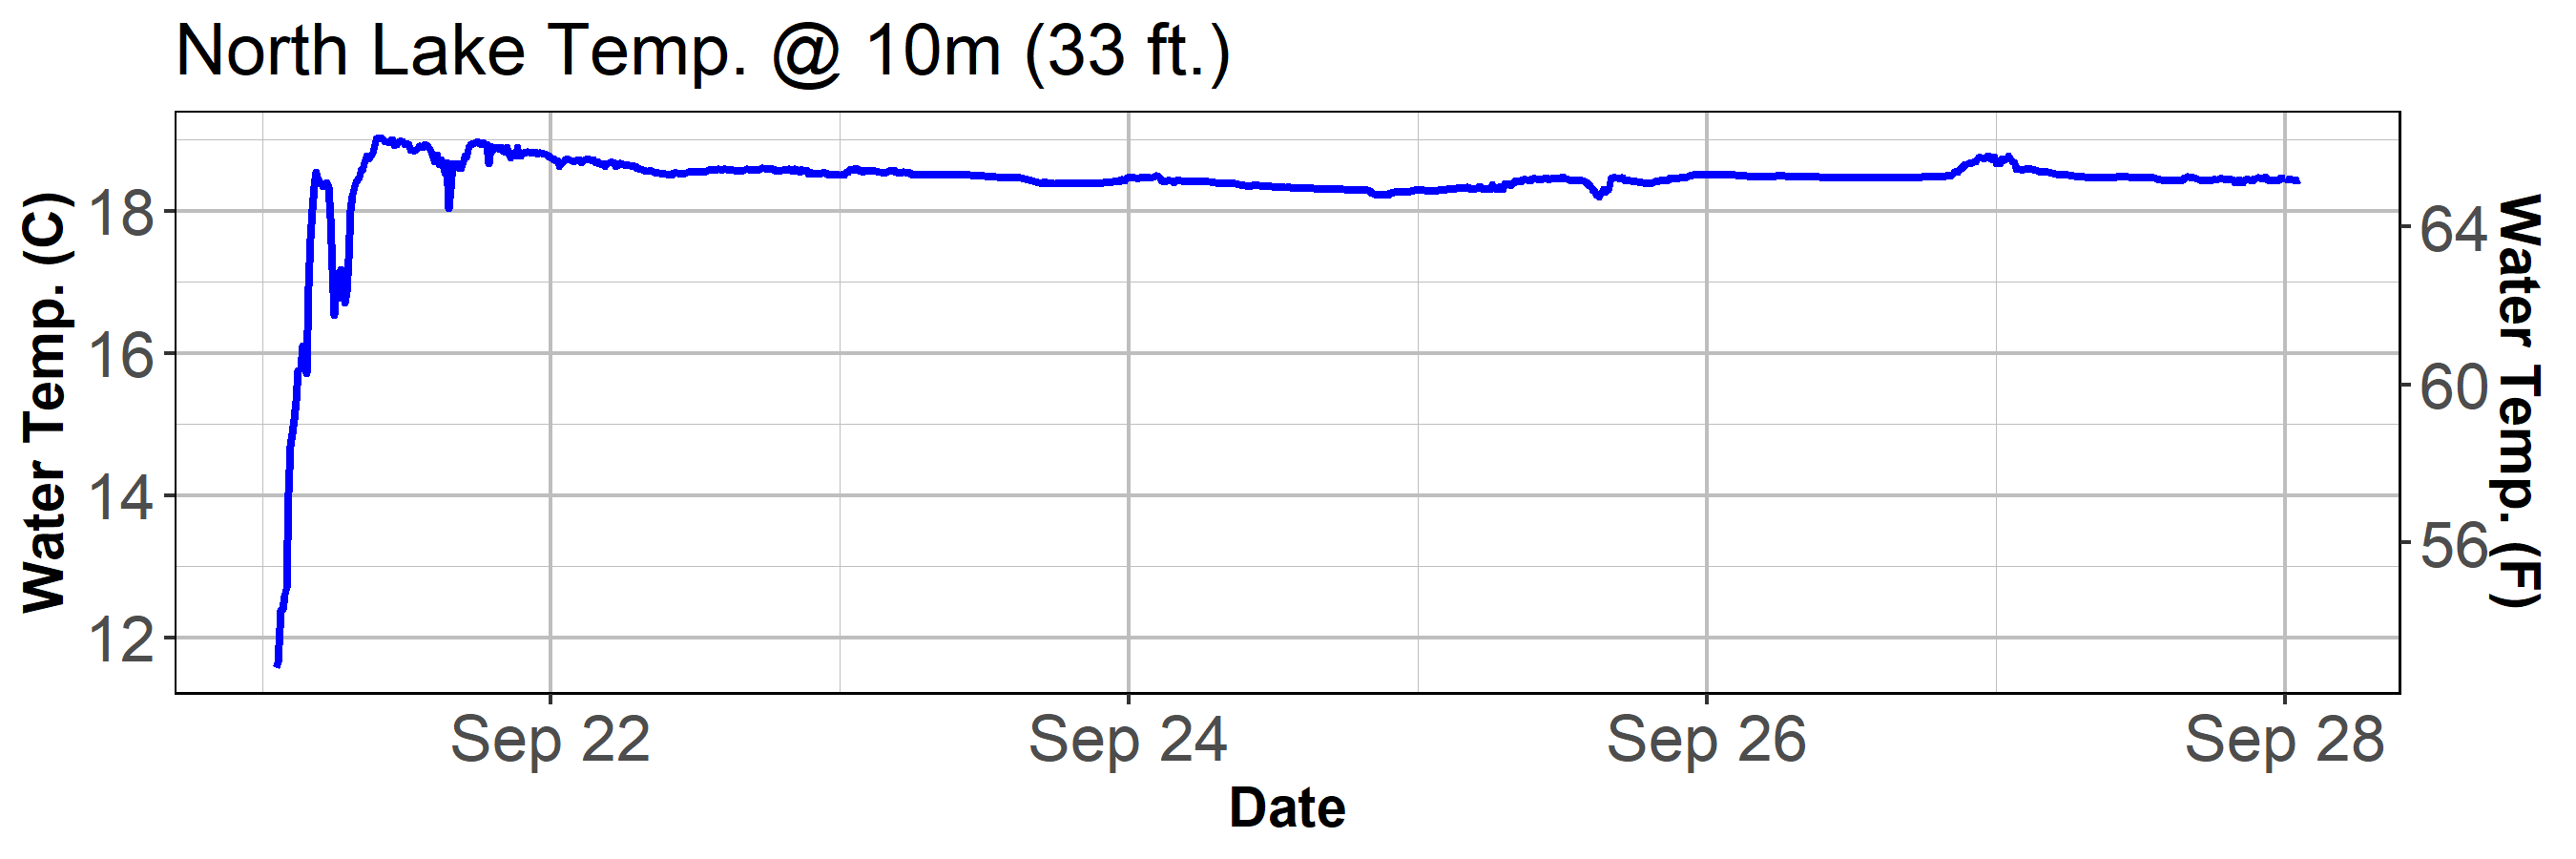 North Lake Temp. @ 10m (33 ft.)
Water Temp. (C)
18
16
14
12
64
60
56
Water Temp. (F)
Sep 22
Sep 24
Sep 26
Sep 28
Date